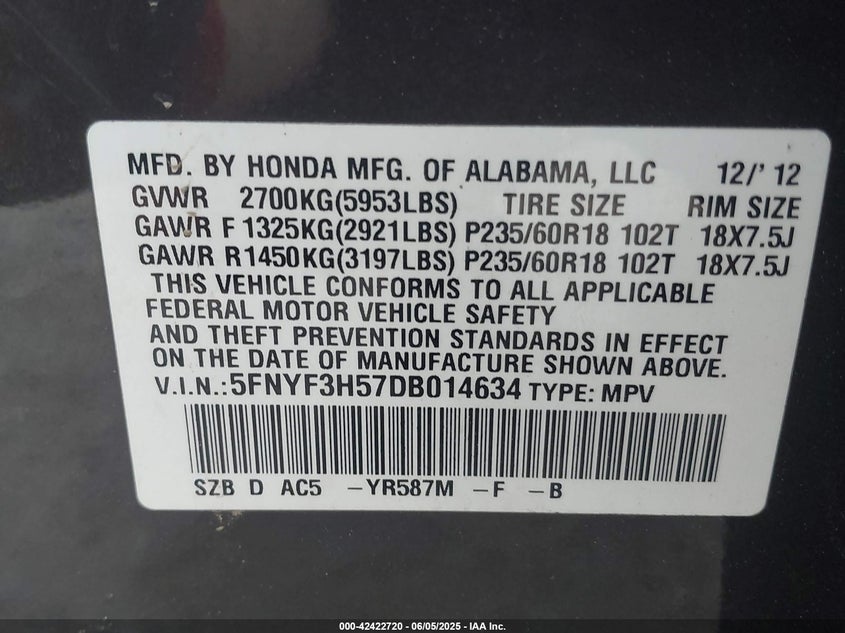 MFD. BY HONDA MFG. OF ALABAMA, LLC 12/' 12
GVWR 2700KG(5953LBS) TIRE SIZE RIM SIZE
GAWR F 1325KG(2921LBS) P235/60R18 102T 18X7.5J
GAWR R1450KG(3197LBS) P235/60R18 102T 18X7.5J
THIS VEHICLE CONFORMS TO ALL APPLICABLE
FEDERAL MOTOR VEHICLE SAFETY
AND THEFT PREVENTION STANDARDS IN EFFECT
ON THE DATE OF MANUFACTURE SHOWN ABOVE.
V.I.N.:5FNYF3H57DB014634 TYPE: MPV
SZB D AC5 -YR587M -F -B
000-42422720 - 06/05/2025 - IAA Inc.